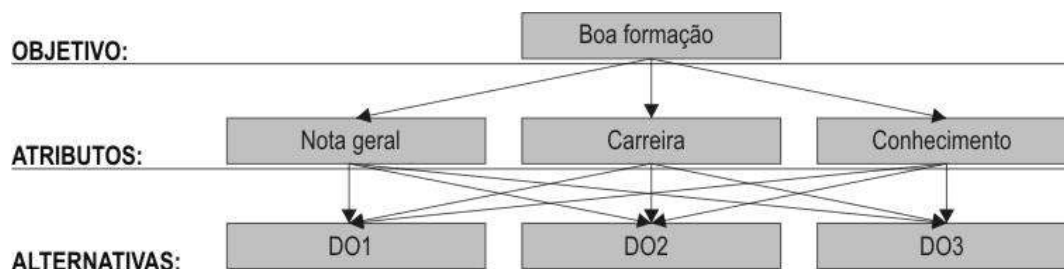 Boa formação
OBJETIVO:
Nota geral Carreira Conhecimento
ATRIBUTOS:
DO1 DO2 DO3
ALTERNATIVAS: